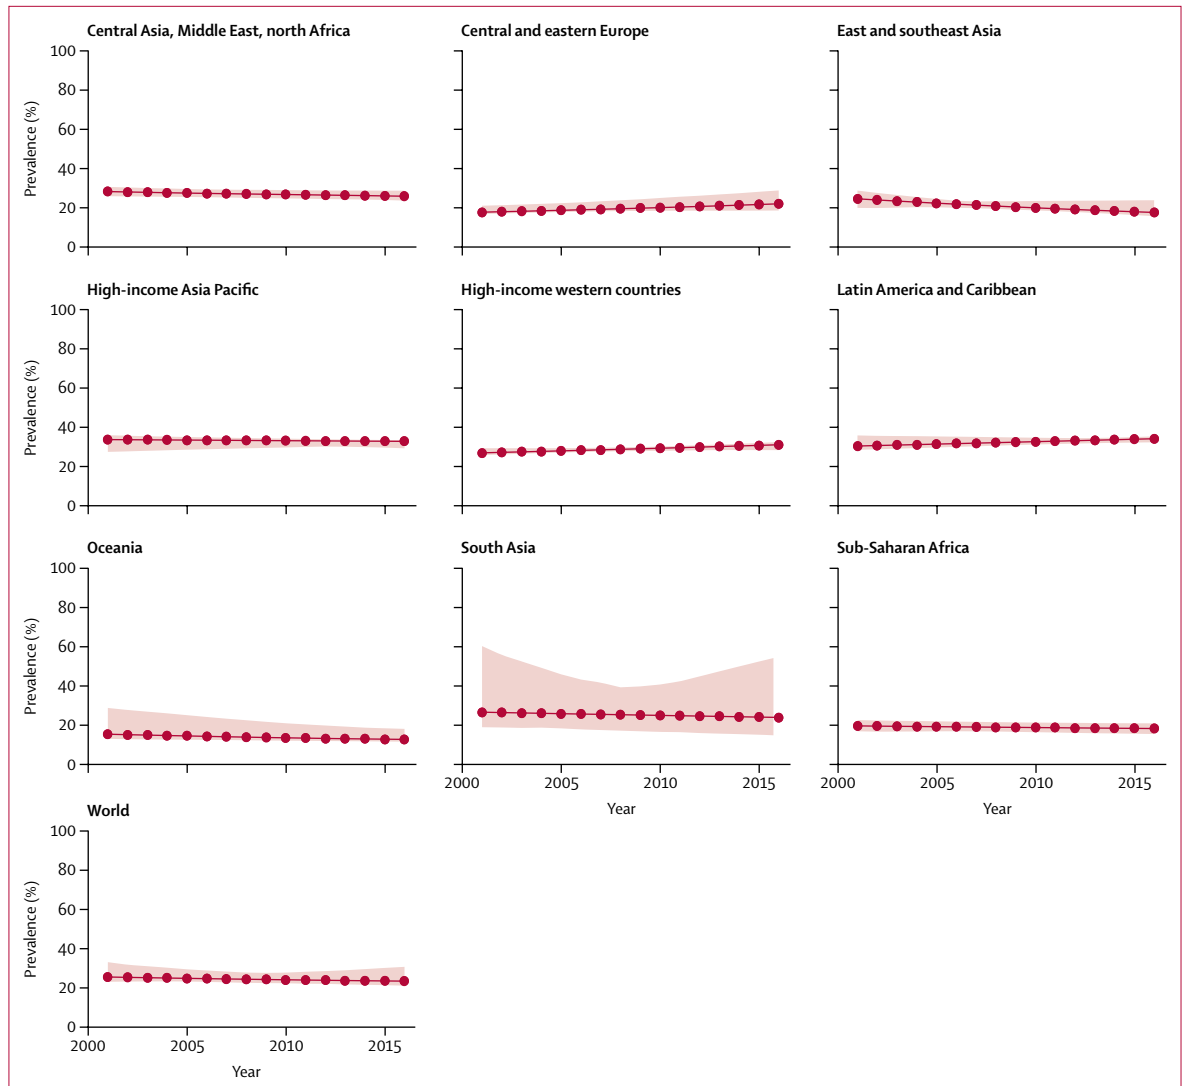 Central Asia, Middle East, north Africa
Central and eastern Europe
East and southeast Asia
Prevalence (%)
100
80
60
40
20
0
High-income Asia Pacific
High-income western countries
Latin America and Caribbean
Prevalence (%)
100
80
60
40
20
0
Oceania
South Asia
Sub-Saharan Africa
Prevalence (%)
100
80
60
40
20
0
2000 2005 2010 2015
Year
2000 2005 2010 2015
Year
World
Prevalence (%)
100
80
60
40
20
0
2000 2005 2010 2015
Year